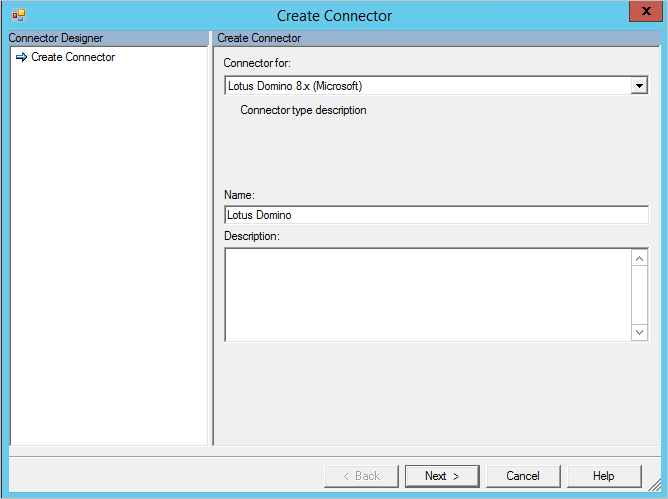 Create Connector
X
Connector Designer
Create Connector
Create Connector
Connector for:
Lotus Domino 8.x (Microsoft)
Connector type description
Name:
Lotus Domino
Description:
< Back
Next >
Cancel
Help